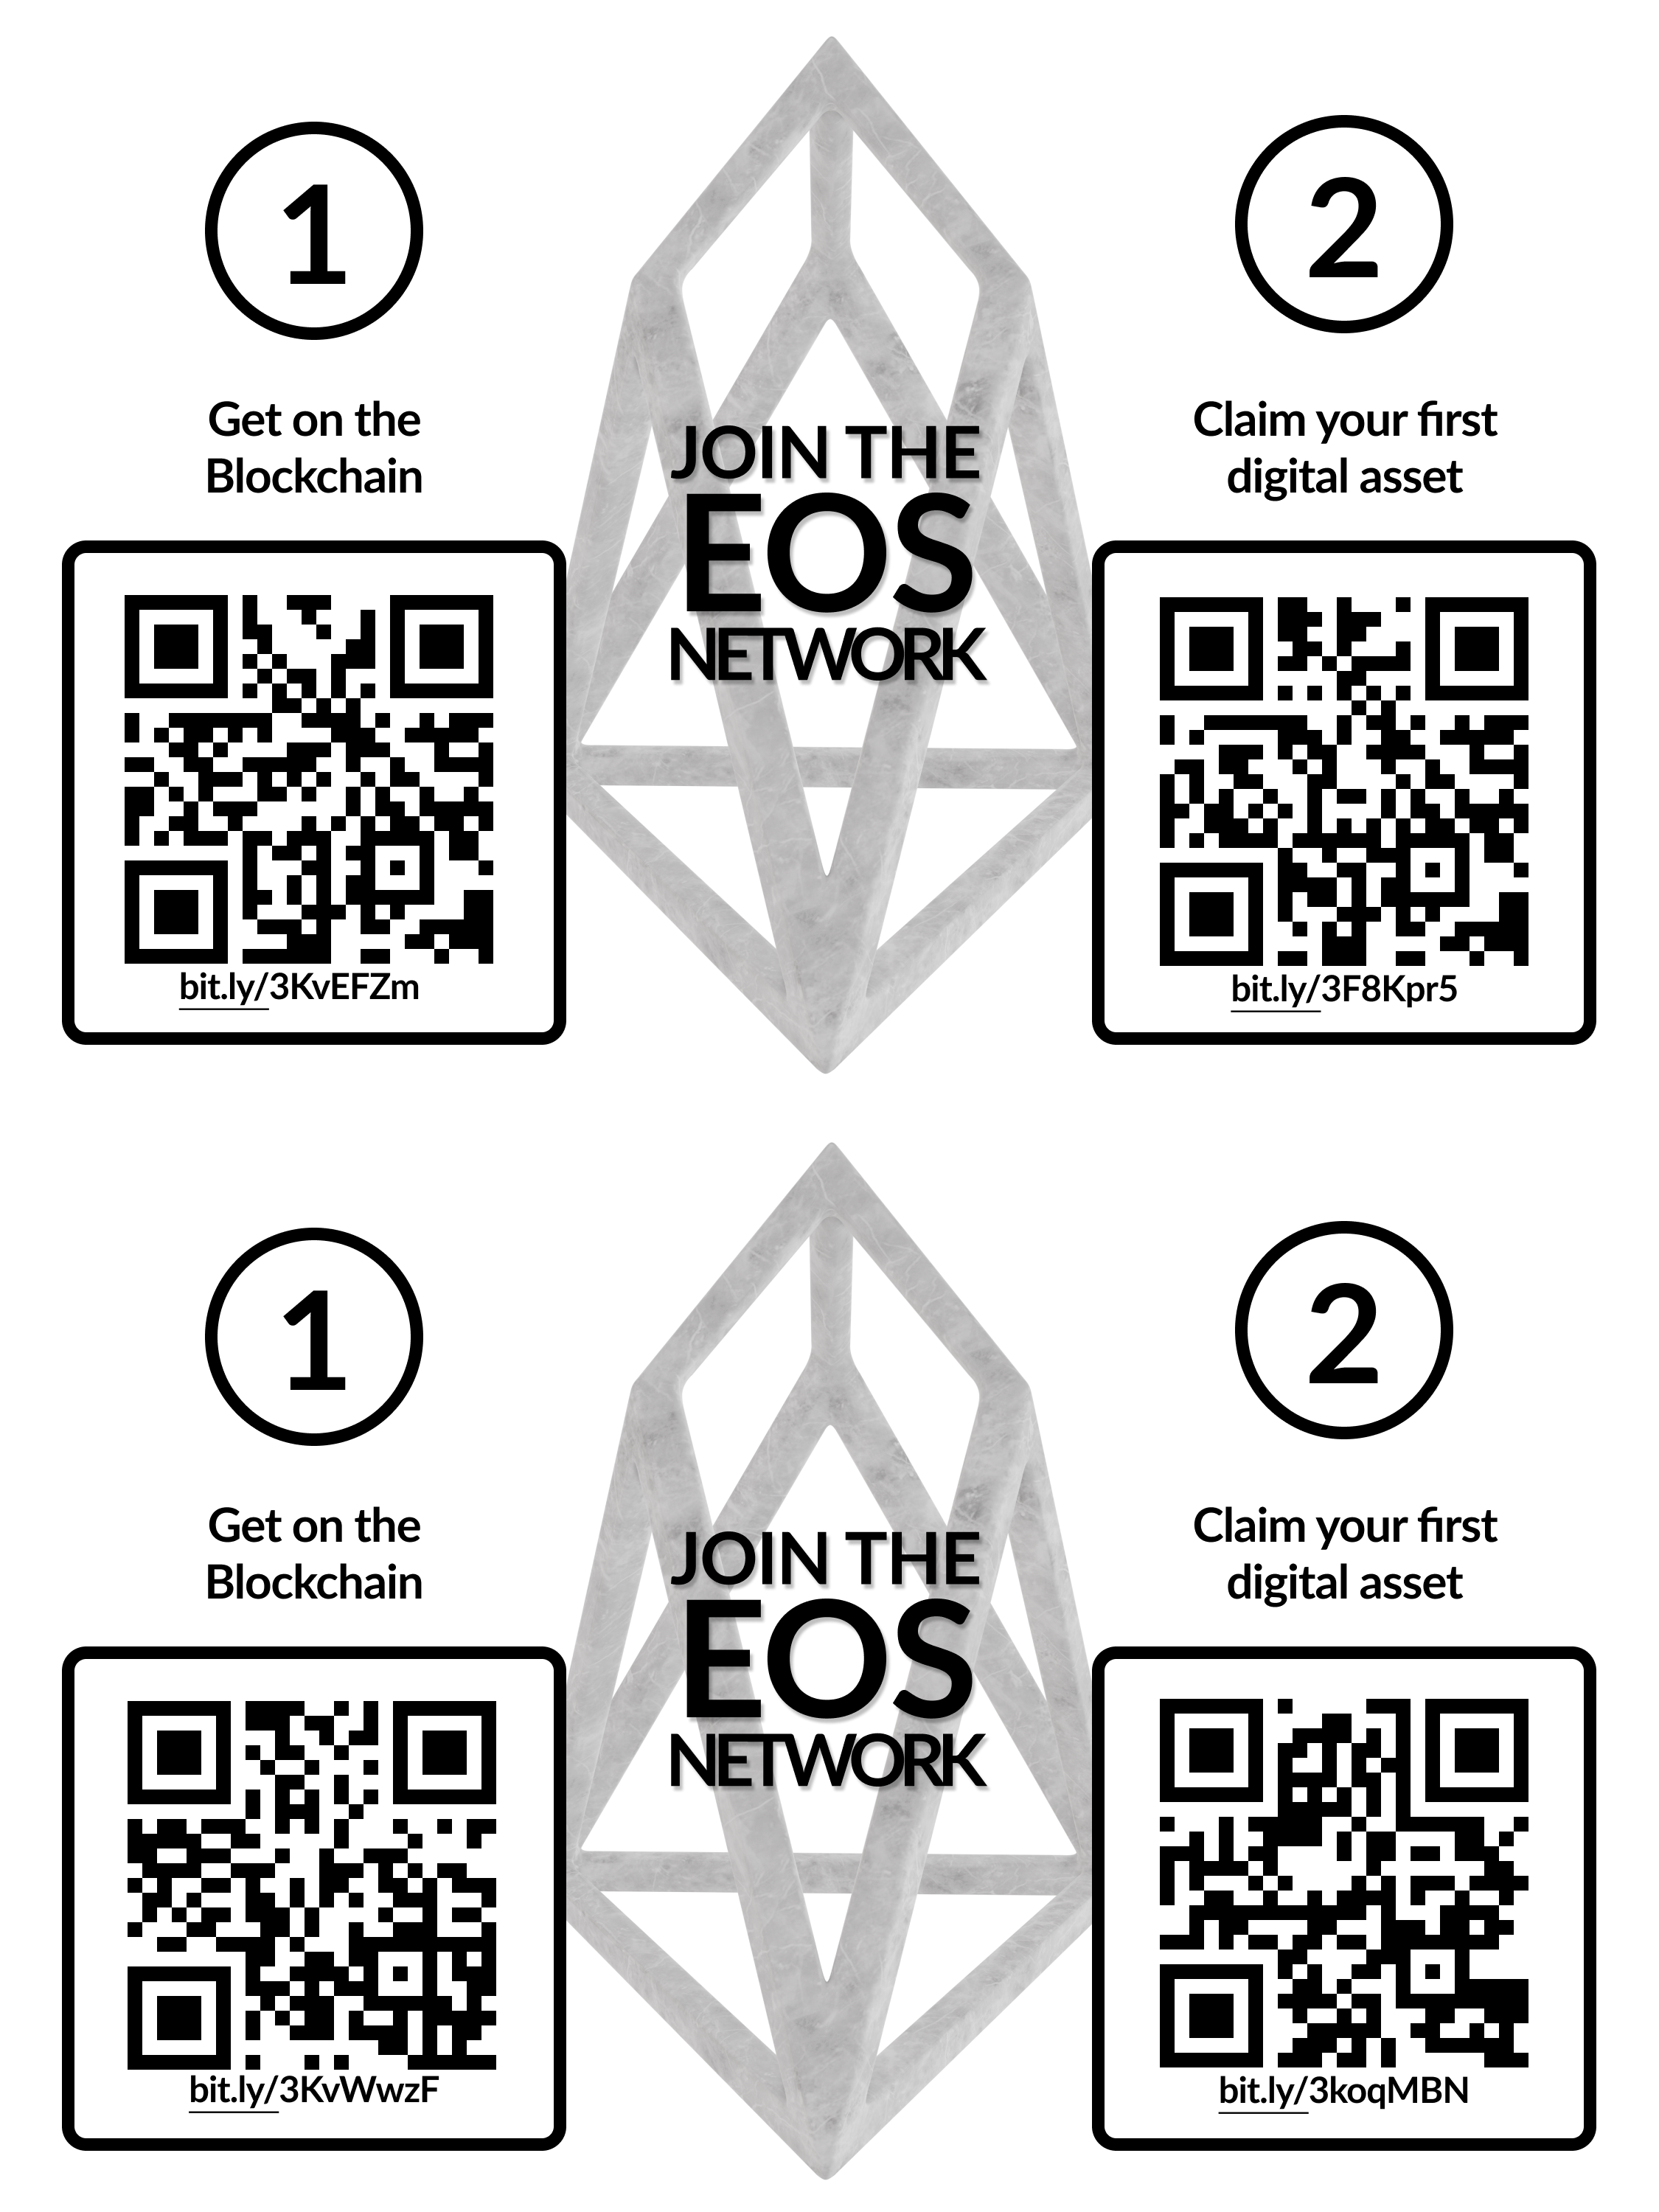 1
Get on the
Blockchain
bit.ly/3KvEFZm
JOIN THE
EOS
NETWORK
2
Claim your first
digital asset
bit.ly/3F8Kpr5
1
Get on the
Blockchain
bit.ly/3KvWwzF
JOIN THE
EOS
NETWORK
2
Claim your first
digital asset
bit.ly/3koqMBN